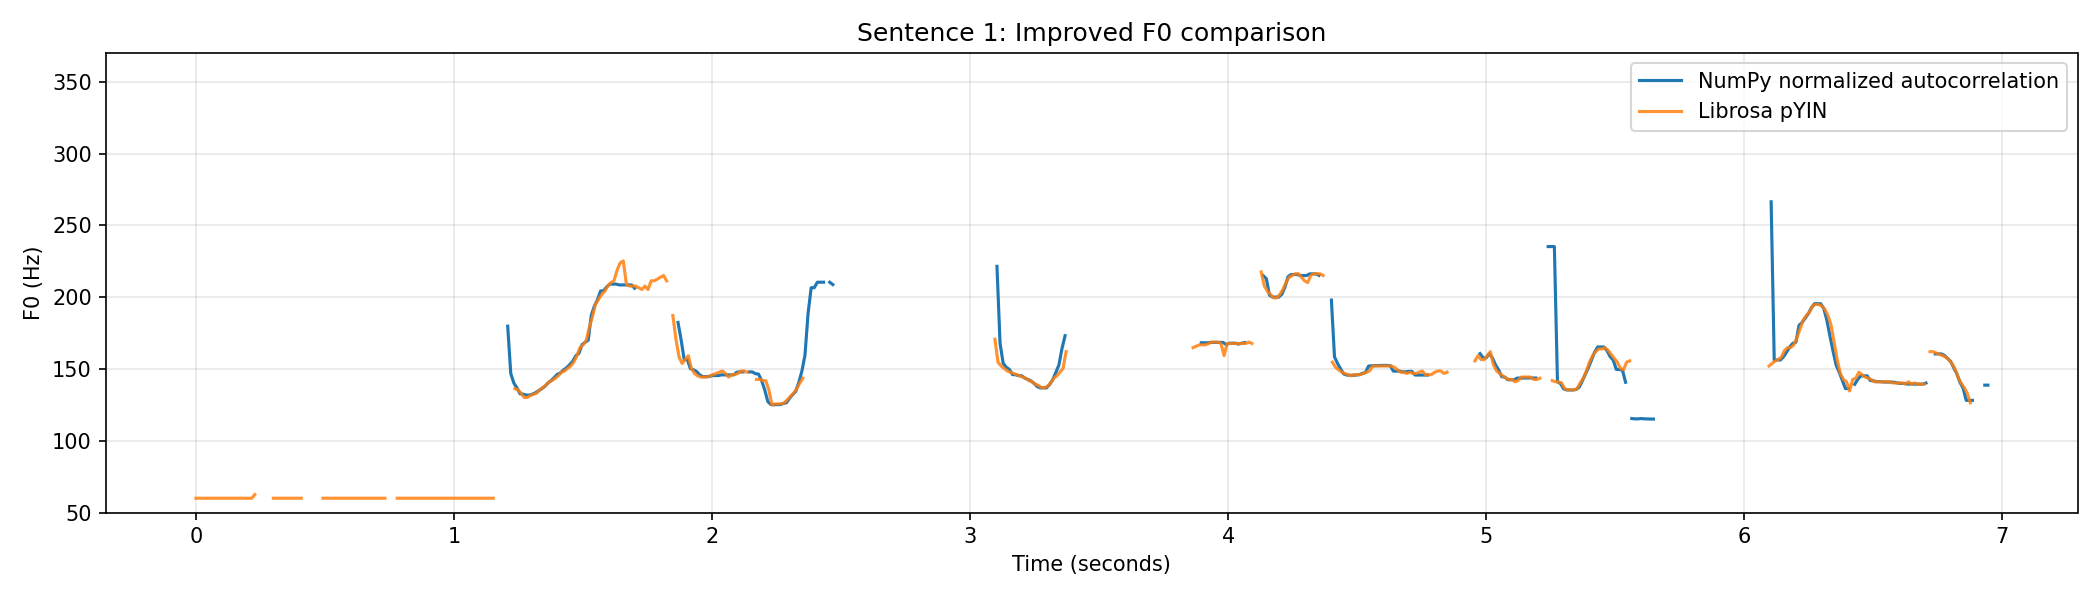 Sentence 1: Improved F0 comparison
NumPy normalized autocorrelation
Librosa pYIN
F0 (Hz)
350
300
250
200
150
100
50
0 1 2 3 4 5 6 7
Time (seconds)